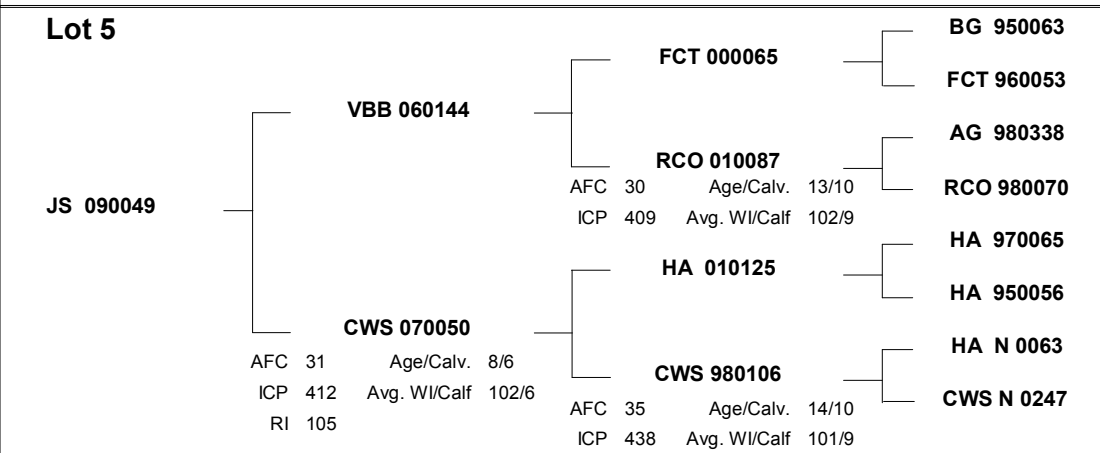 Lot 5
BG 950063
FCT 000065
FCT 960053
VBB 060144
AG 980338
RCO 010087
AFC 30 Age/Calv. 13/10
RCO 980070
ICP 409 Avg. WI/Calf 102/9
JS 090049
HA 970065
HA 010125
HA 950056
CWS 070050
AFC 31 Age/Calv. 8/6
HA N 0063
CWS 980106
ICP 412 Avg. WI/Calf 102/6
CWS N 0247
AFC 35 Age/Calv. 14/10
RI 105
ICP 438 Avg. WI/Calf 101/9